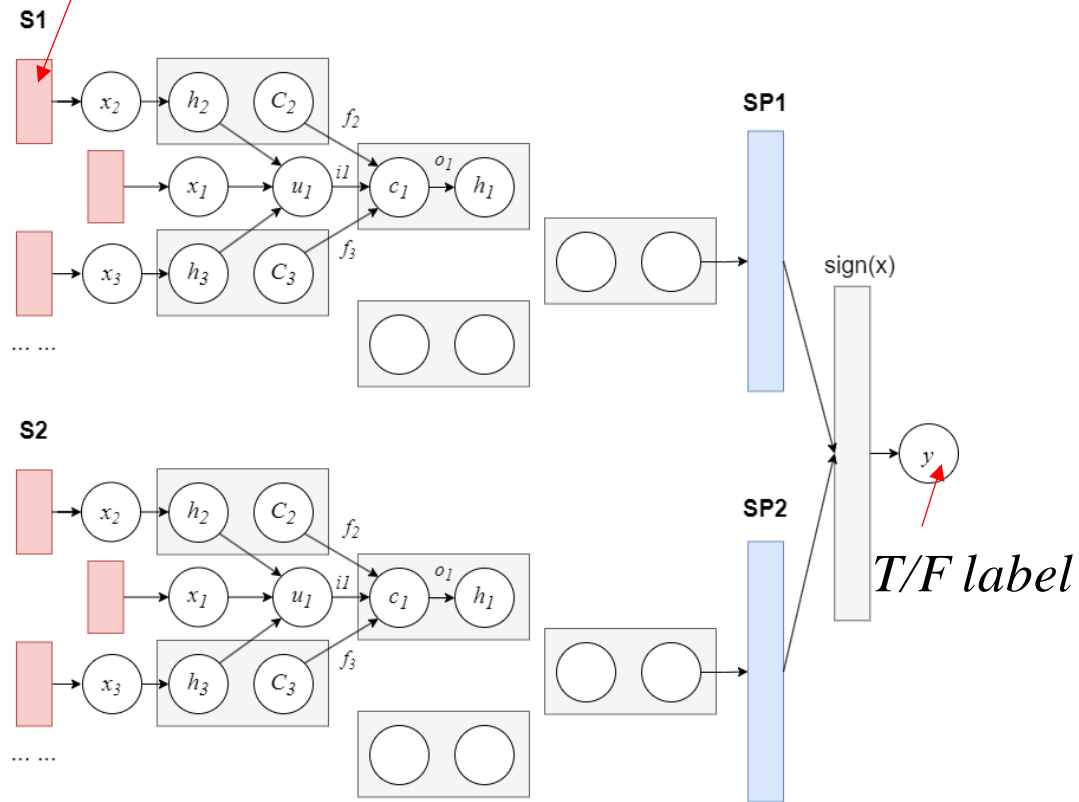 S1
x2 h2 C2 f2
SP1
x1 u1 i1 c1 o1 h1
x3 h3 C3 f3
sign(x)
... ...
S2
y
x2 h2 C2 f2
SP2
x1 u1 i1 c1 o1 h1
T/F label
x3 h3 C3 f3
... ...